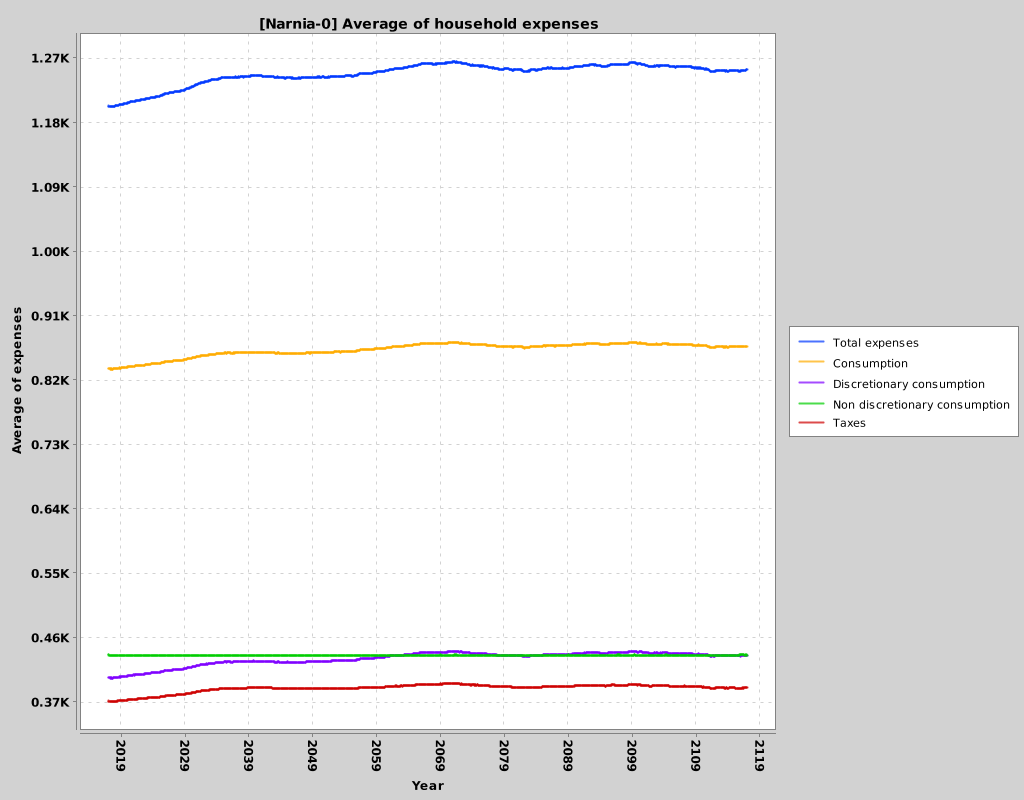 [Narnia-0] Average of household expenses
1.27K
1.18K
1.09K
1.00K
0.91K
0.82K
0.73K
0.64K
0.55K
0.46K
0.37K
Average of expenses
2019
2029
2039
2049
2059
2069
2079
2089
2099
2109
2119
Year
Total expenses
Consumption
Discretionary consumption
Non discretionary consumption
Taxes